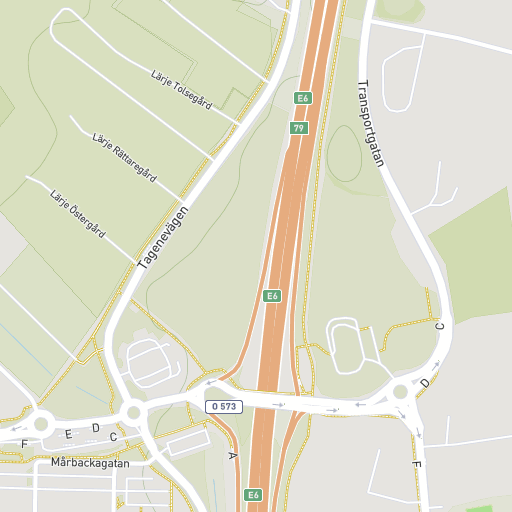 Lärje Tolsegård
E6
79
Transportgatan
Lärje Rättaregård
Lärje Östergård
Tagenevägen
E6
C
D
O 573
F
E
D
C
A
F
Mårbackagatan
E6